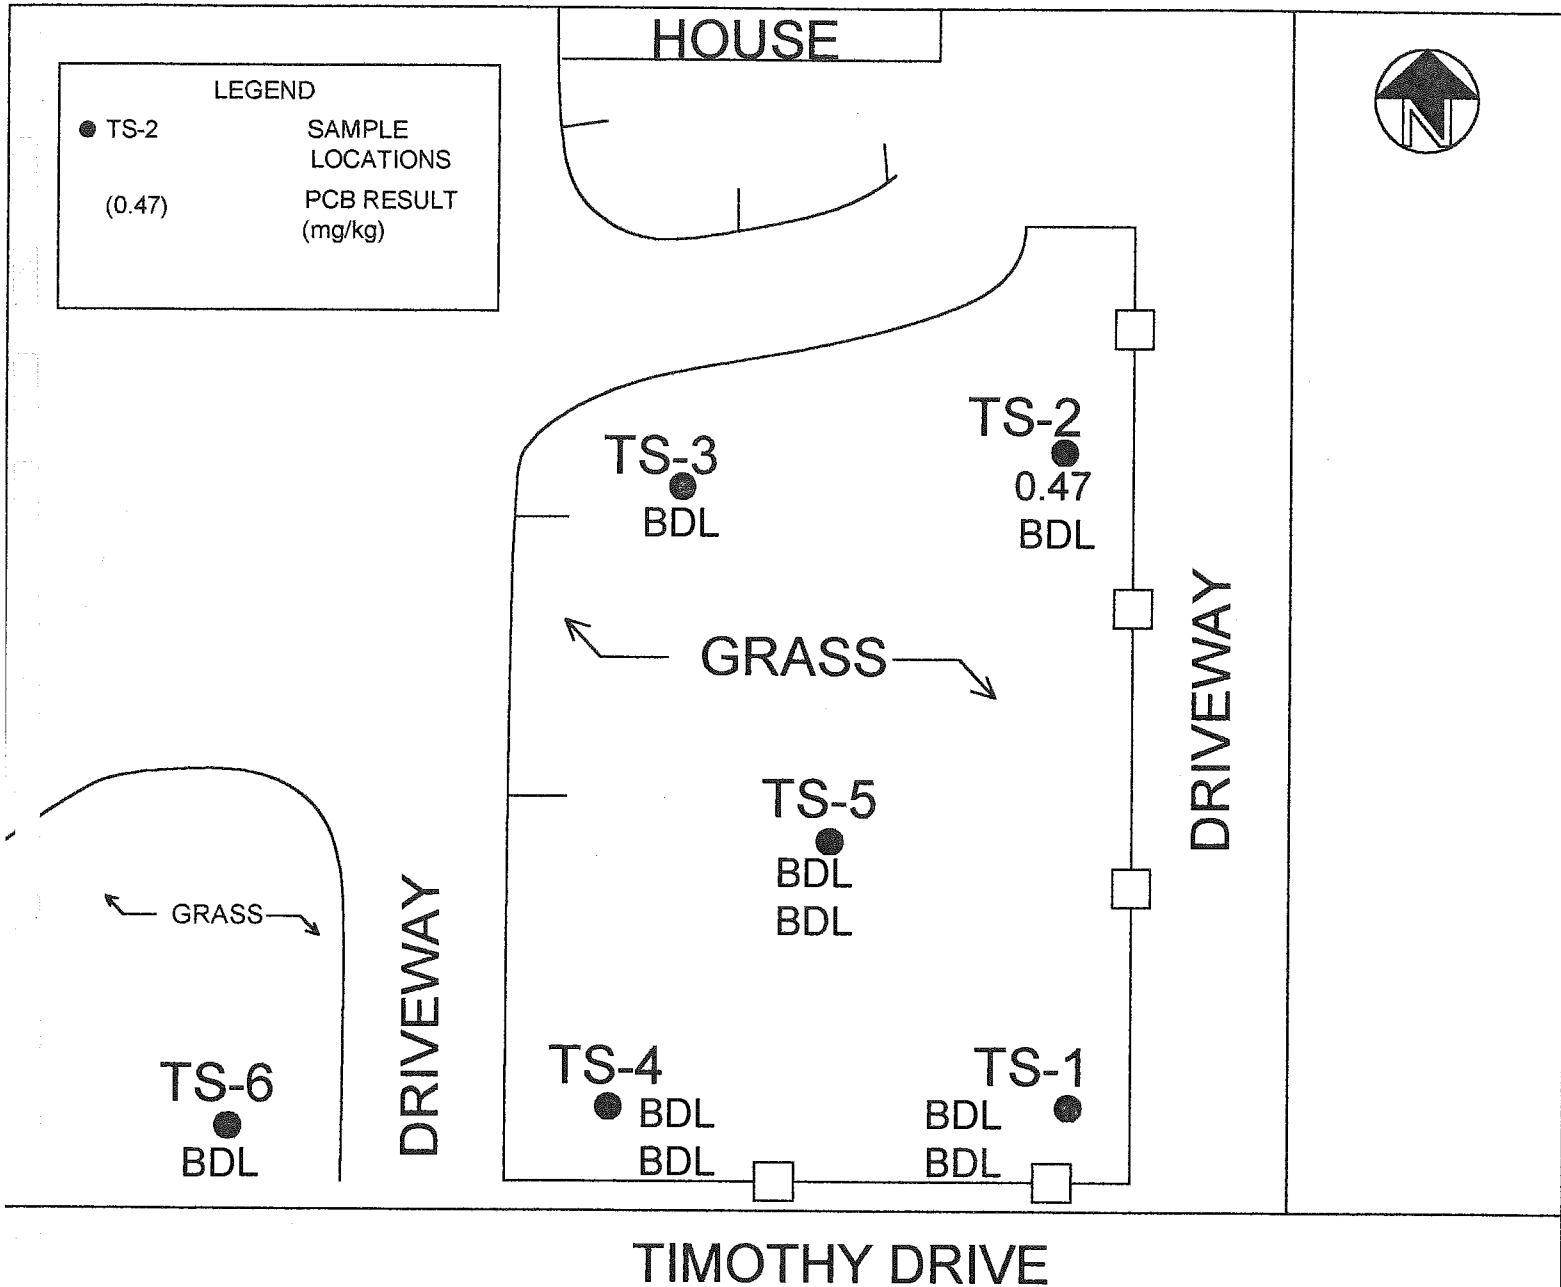 HOUSE
LEGEND
TS-2 SAMPLE
LOCATIONS
(0.47) PCB RESULT
(mg/kg)
N
TS-2
0.47
BDL
TS-3
BDL
GRASS
DRIVEWAY
TS-5
BDL
BDL
GRASS
DRIVEWAY
TS-6
BDL
TS-4
BDL
BDL
TS-1
BDL
BDL
TIMOTHY DRIVE